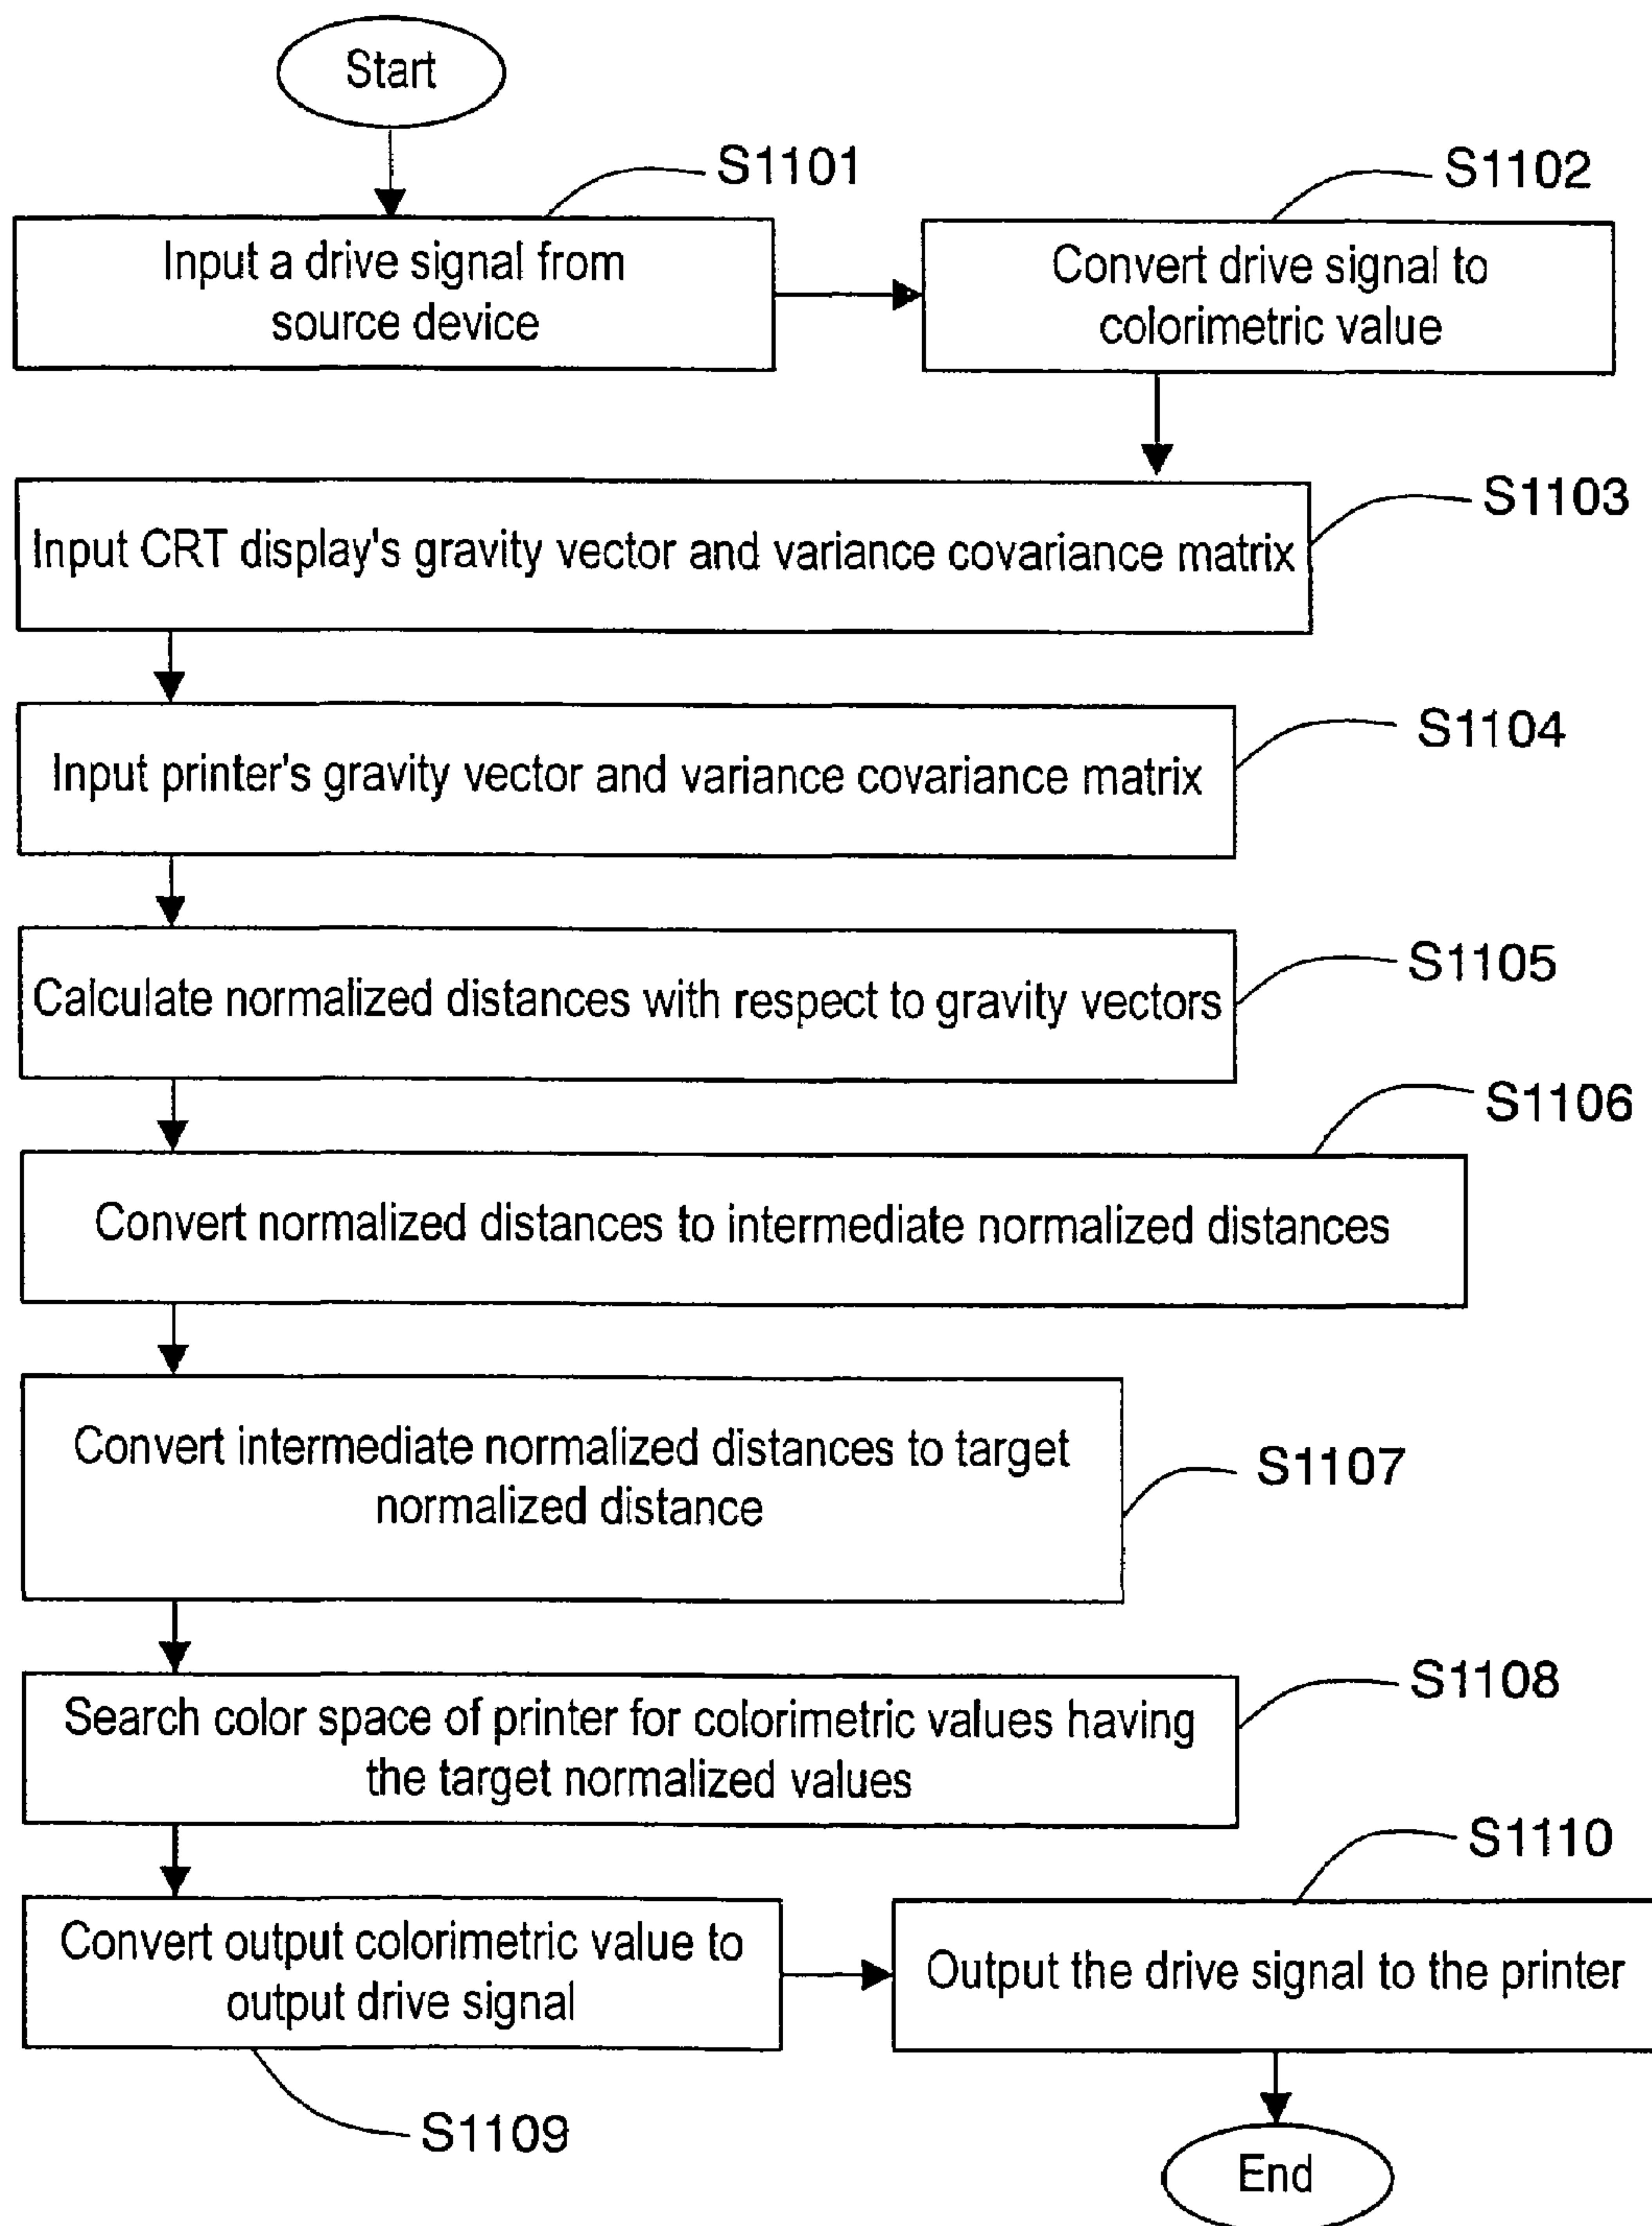 Start
S1101
Input a drive signal from
source device
S1102
Convert drive signal to
colorimetric value
S1103
Input CRT display's gravity vector and variance covariance matrix
S1104
Input printer's gravity vector and variance covariance matrix
S1105
Calculate normalized distances with respect to gravity vectors
S1106
Convert normalized distances to intermediate normalized distances
S1107
Convert intermediate normalized distances to target
normalized distance
S1108
Search color space of printer for colorimetric values having
the target normalized values
S1110
Convert output colorimetric value to
output drive signal
Output the drive signal to the printer
S1109
End